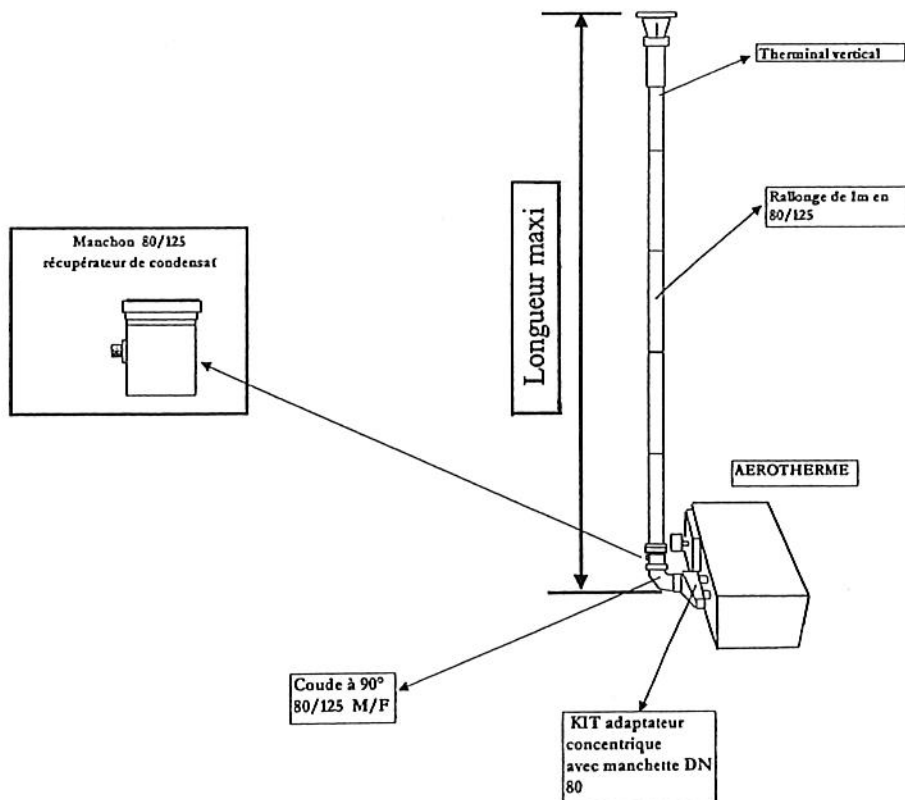 Therminal vertical
Rallonge de 1m en
80/125
Longueur maxi
Manchon 80/125
récupérateur de condensat
AEROTHERME
Coude à 90°
80/125 M/F
KIT adaptateur
concentrique
avec manchette DN
80